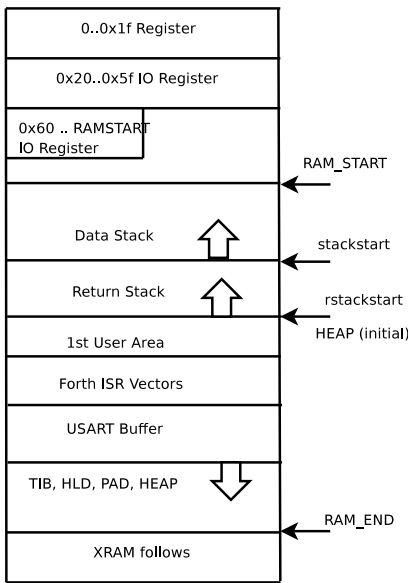 0..0x1f Register
0x20..0x5f IO Register
0x60 .. RAMSTART
IO Register
RAM_START
Data Stack
stackstart
Return Stack
rstackstart
HEAP (initial)
1st User Area
Forth ISR Vectors
USART Buffer
TIB, HLD, PAD, HEAP
RAM_END
XRAM follows